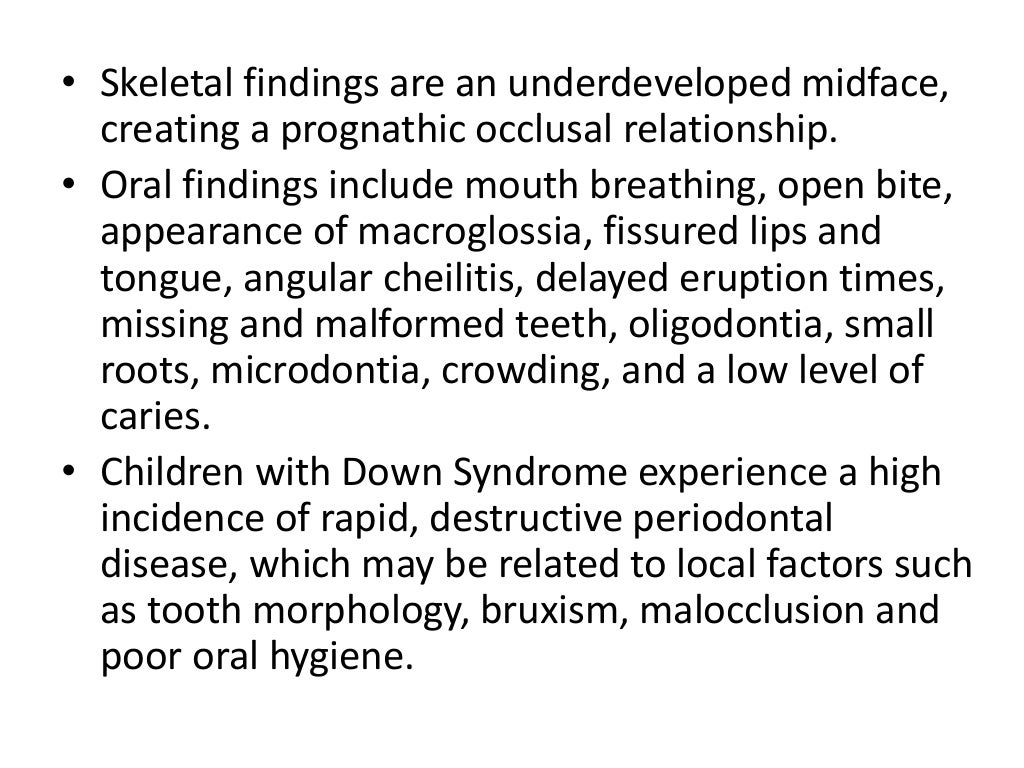 • Skeletal findings are an underdeveloped midface,
creating a prognathic occlusal relationship.
• Oral findings include mouth breathing, open bite,
appearance of macroglossia, fissured lips and
tongue, angular cheilitis, delayed eruption times,
missing and malformed teeth, oligodontia, small
roots, microdontia, crowding, and a low level of
caries.
• Children with Down Syndrome experience a high
incidence of rapid, destructive periodontal
disease, which may be related to local factors such
as tooth morphology, bruxism, malocclusion and
poor oral hygiene.